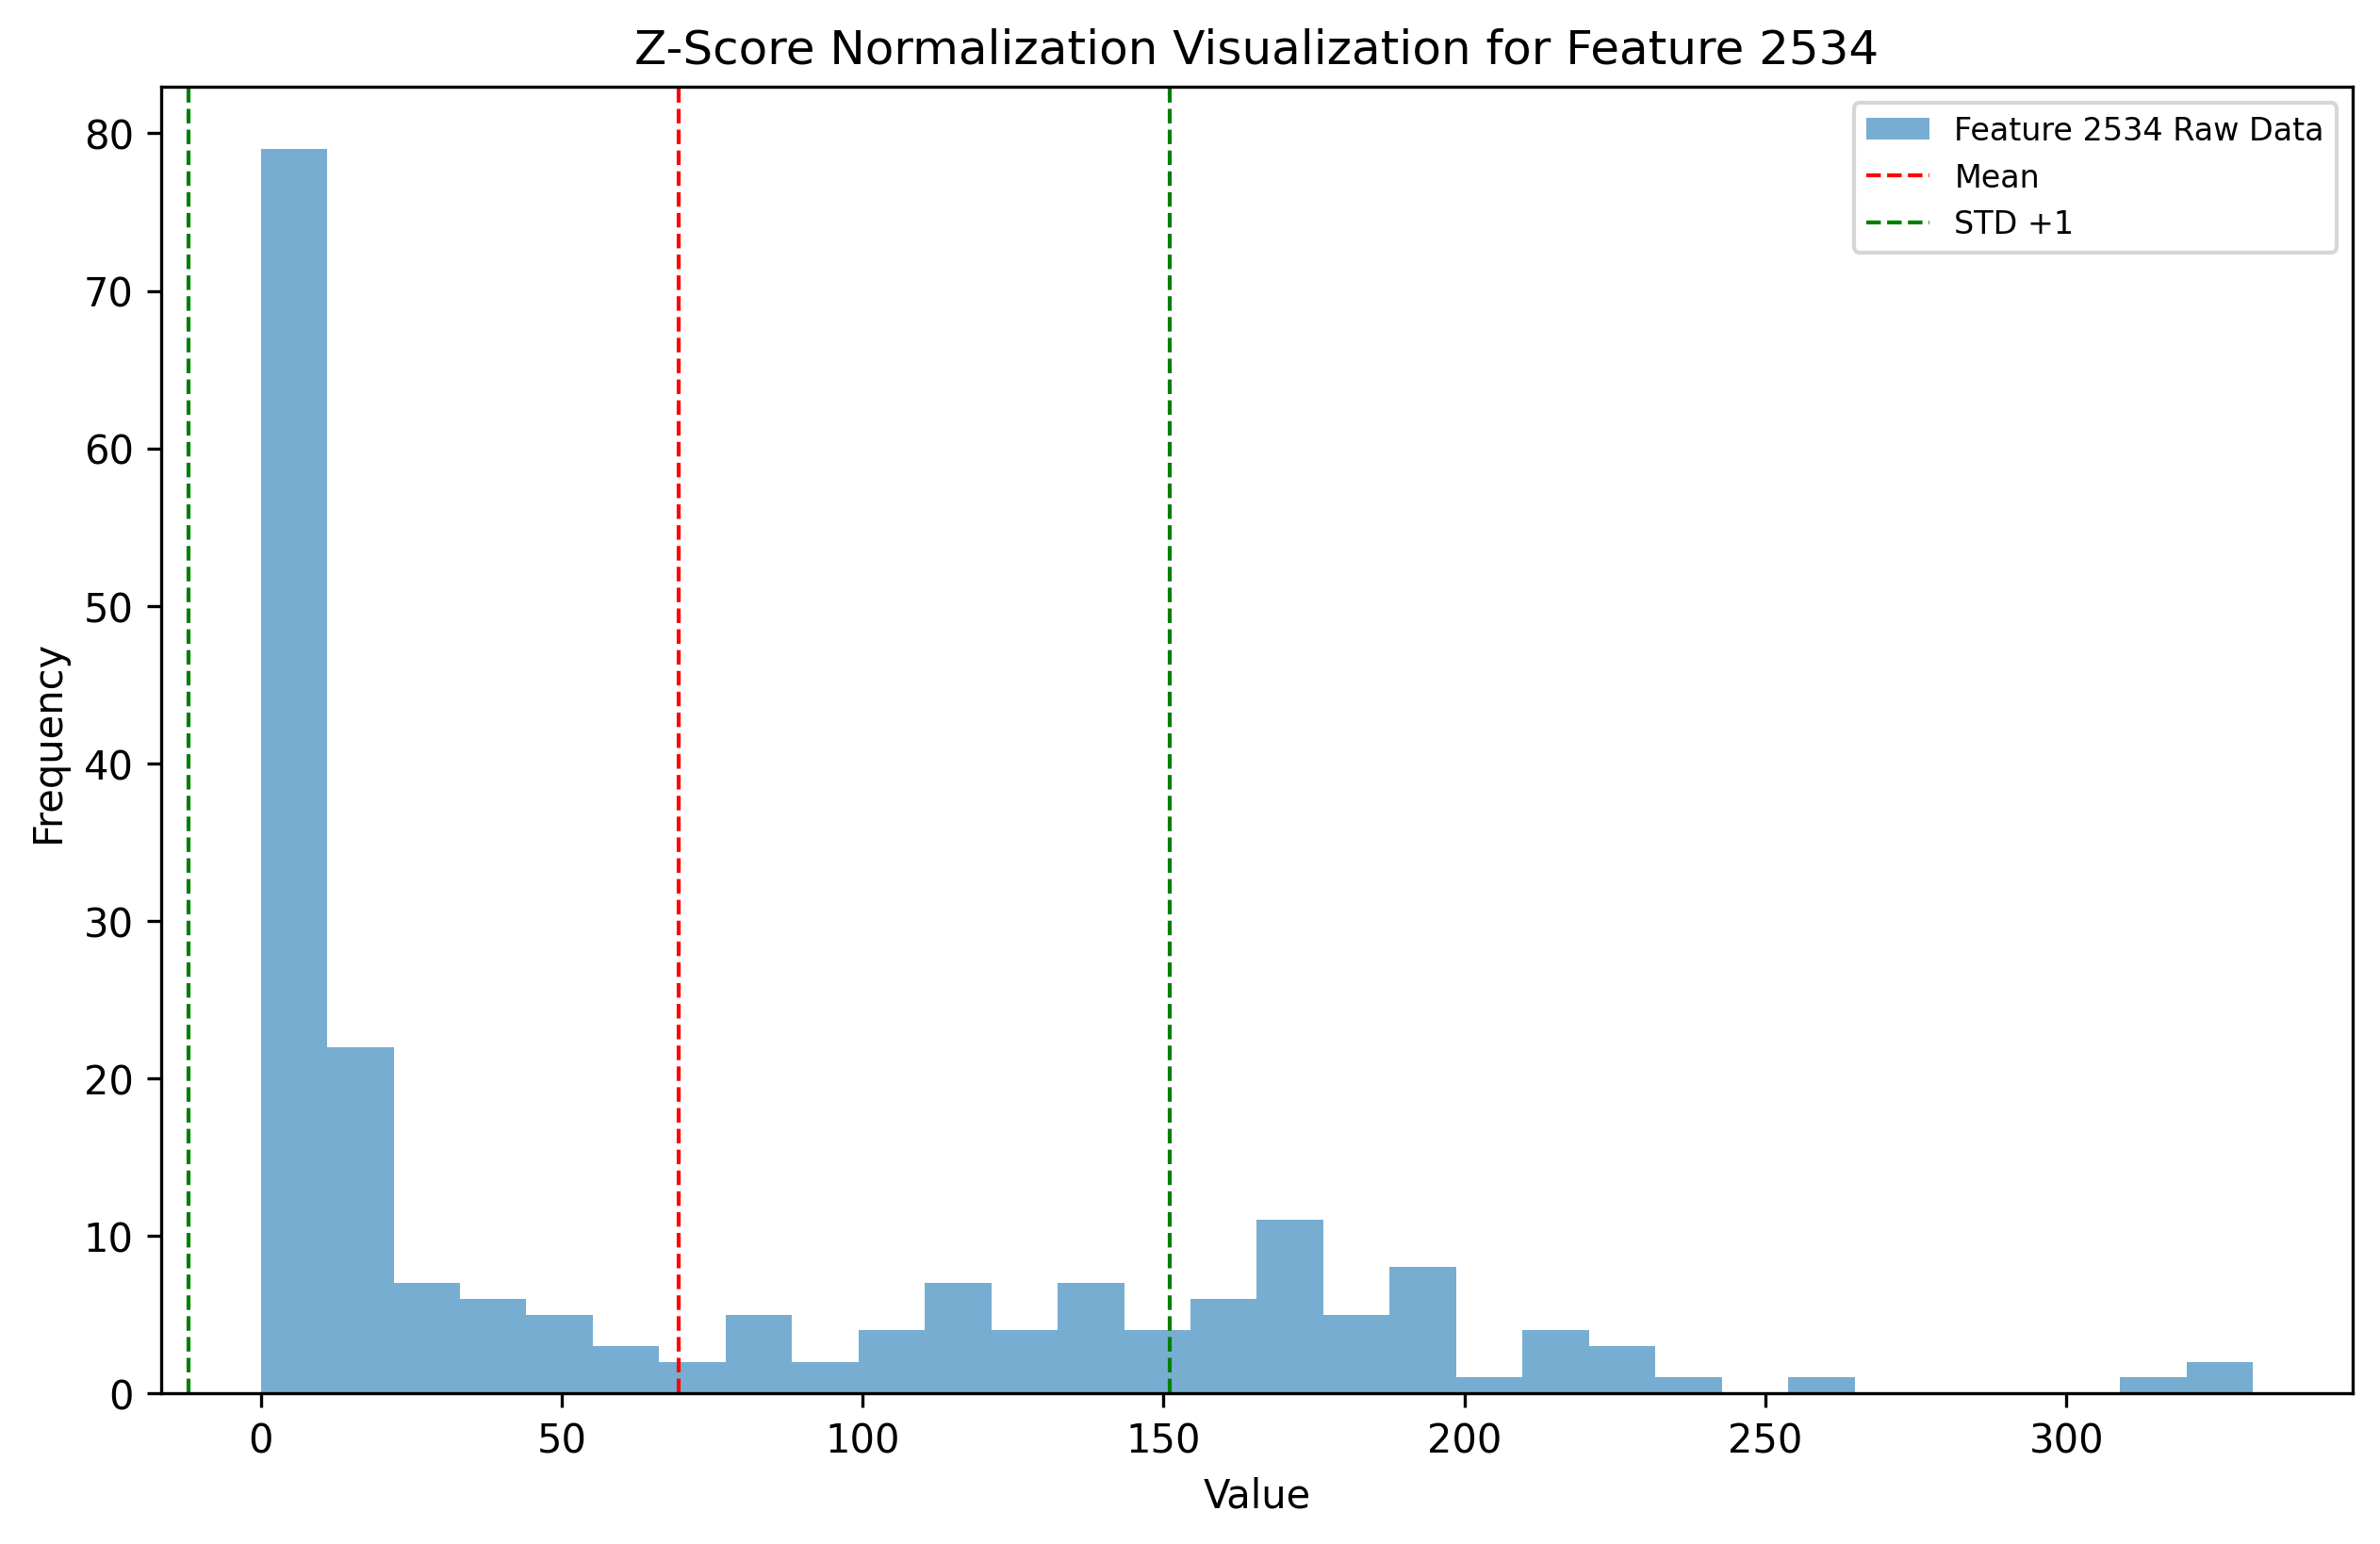 Z-Score Normalization Visualization for Feature 2534
Feature 2534 Raw Data
Mean
STD +1
80
70
60
50
40
30
20
10
0
Frequency
0 50 100 150 200 250 300
Value